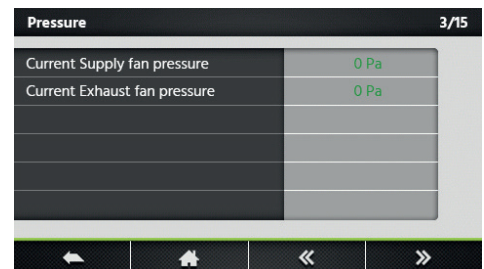 Pressure 3/15
Current Supply fan pressure 0 Pa
Current Exhaust fan pressure 0 Pa